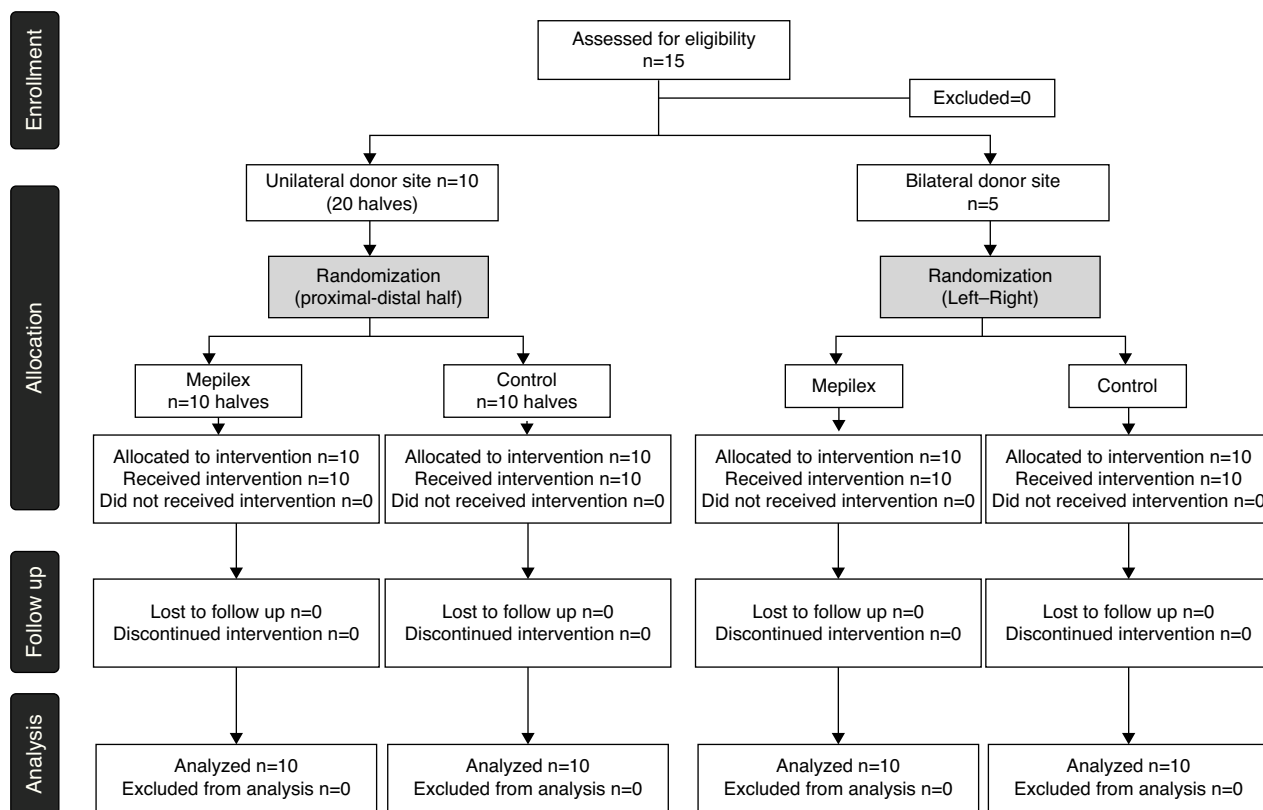 Enrollment
Assessed for eligibility
n=15
Excluded=0
Allocation
Unilateral donor site n=10
(20 halves)
Bilateral donor site
n=5
Randomization
(proximal-distal half)
Randomization
(Left–Right)
Mepilex
n=10 halves
Control
n=10 halves
Mepilex
Control
Allocated to intervention n=10
Received intervention n=10
Did not received intervention n=0
Allocated to intervention n=10
Received intervention n=10
Did not received intervention n=0
Allocated to intervention n=10
Received intervention n=10
Did not received intervention n=0
Allocated to intervention n=10
Received intervention n=10
Did not received intervention n=0
Follow up
Lost to follow up n=0
Discontinued intervention n=0
Lost to follow up n=0
Discontinued intervention n=0
Lost to follow up n=0
Discontinued intervention n=0
Lost to follow up n=0
Discontinued intervention n=0
Analysis
Analyzed n=10
Excluded from analysis n=0
Analyzed n=10
Excluded from analysis n=0
Analyzed n=10
Excluded from analysis n=0
Analyzed n=10
Excluded from analysis n=0